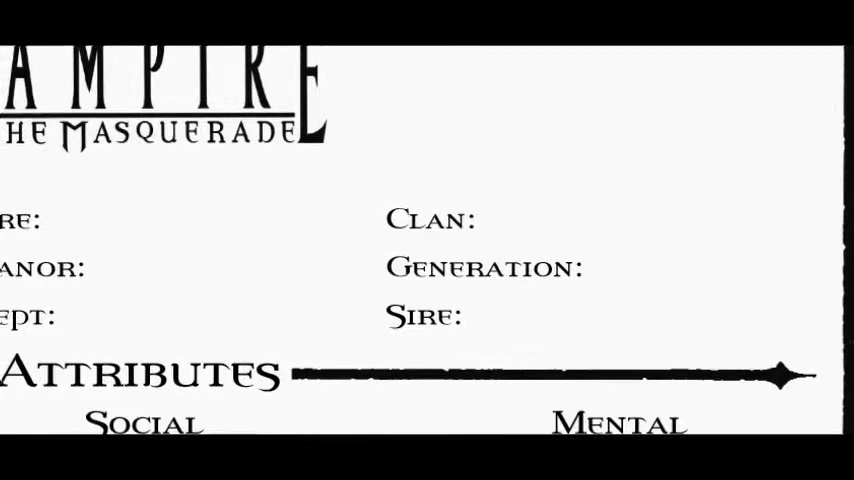 AMPIRE
HE MASQUERADE
RE: CLAN:
ANOR: GENERATION:
EPT: SIRE:
ATTRIBUTES
SOCIAL MENTAL